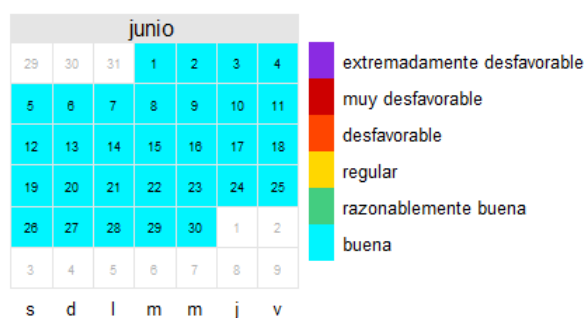 junio
29 30 31 1 2 3 4
5 6 7 8 9 10 11
12 13 14 15 16 17 18
19 20 21 22 23 24 25
26 27 28 29 30 1 2
3 4 5 6 7 8 9
s d l m m j v
extremadamente desfavorable
muy desfavorable
desfavorable
regular
razonablemente buena
buena